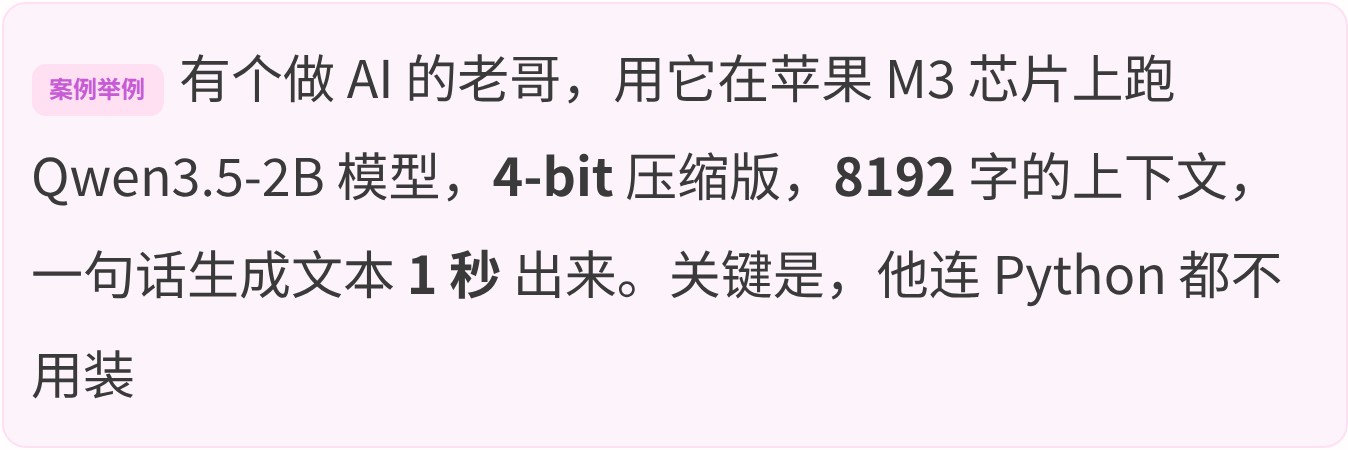 案例举例 有个做 AI 的老哥，用它在苹果 M3 芯片上跑
Qwen3.5-2B 模型，4-bit 压缩版，8192 字的上下文，
一句话生成文本 1 秒 出来。关键是，他连 Python 都不
用装